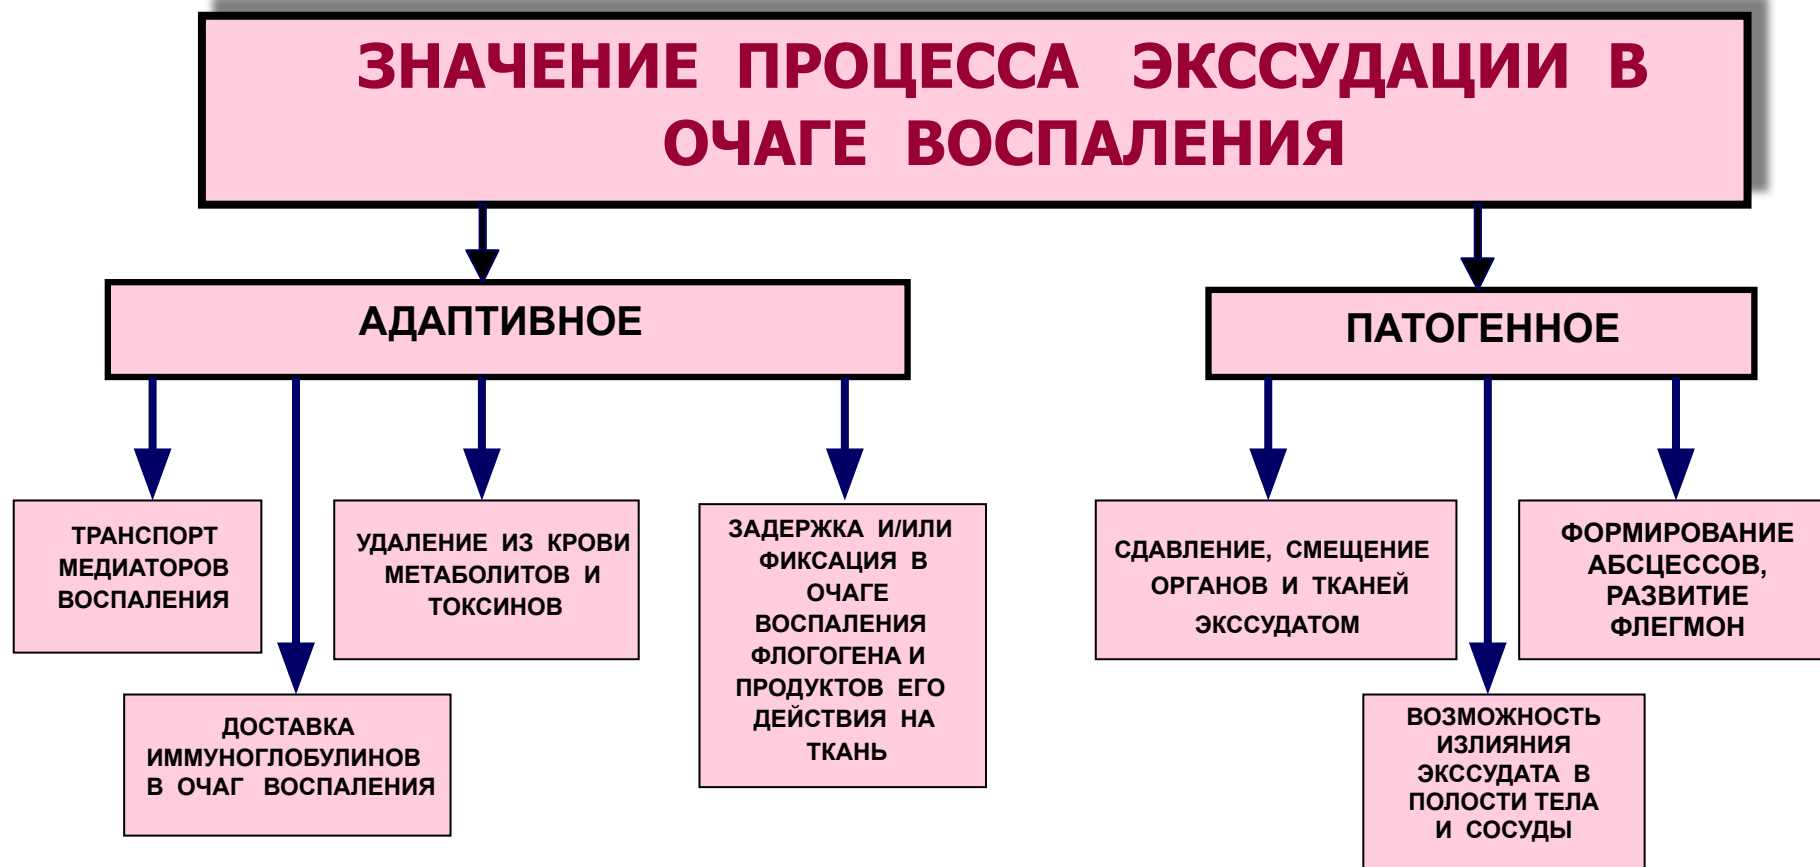 ЗНАЧЕНИЕ ПРОЦЕССА ЭКССУДАЦИИ В
ОЧАГЕ ВОСПАЛЕНИЯ
АДАПТИВНОЕ
ПАТОГЕННОЕ
ТРАНСПОРТ
МЕДИАТОРОВ
ВОСПАЛЕНИЯ
УДАЛЕНИЕ ИЗ КРОВИ
МЕТАБОЛИТОВ И
ТОКСИНОВ
ЗАДЕРЖКА И/ИЛИ
ФИКСАЦИЯ В
ОЧАГЕ
ВОСПАЛЕНИЯ
ФЛОГОГЕНА И
ПРОДУКТОВ ЕГО
ДЕЙСТВИЯ НА
ТКАНЬ
СДАВЛЕНИЕ, СМЕЩЕНИЕ
ОРГАНОВ И ТКАНЕЙ
ЭКССУДАТОМ
ФОРМИРОВАНИЕ
АБСЦЕССОВ,
РАЗВИТИЕ
ФЛЕГМОН
ДОСТАВКА
ИММУНОГЛОБУЛИНОВ
В ОЧАГ ВОСПАЛЕНИЯ
ВОЗМОЖНОСТЬ
ИЗЛИЯНИЯ
ЭКССУДАТА В
ПОЛОСТИ ТЕЛА
И СОСУДЫ